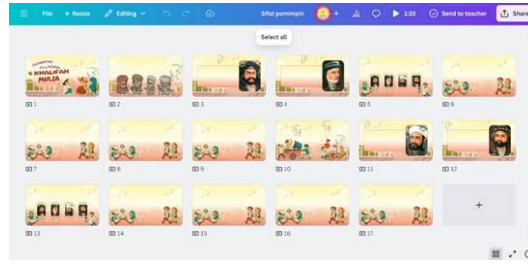 File
Resize
Editing
Sifat pemimpin
+
1:33
Send to teacher
Share
Select all
KHALIFAH
MULIA
1
2
3
4
5
6
7
8
9
10
11
12
13
14
15
16
17
+